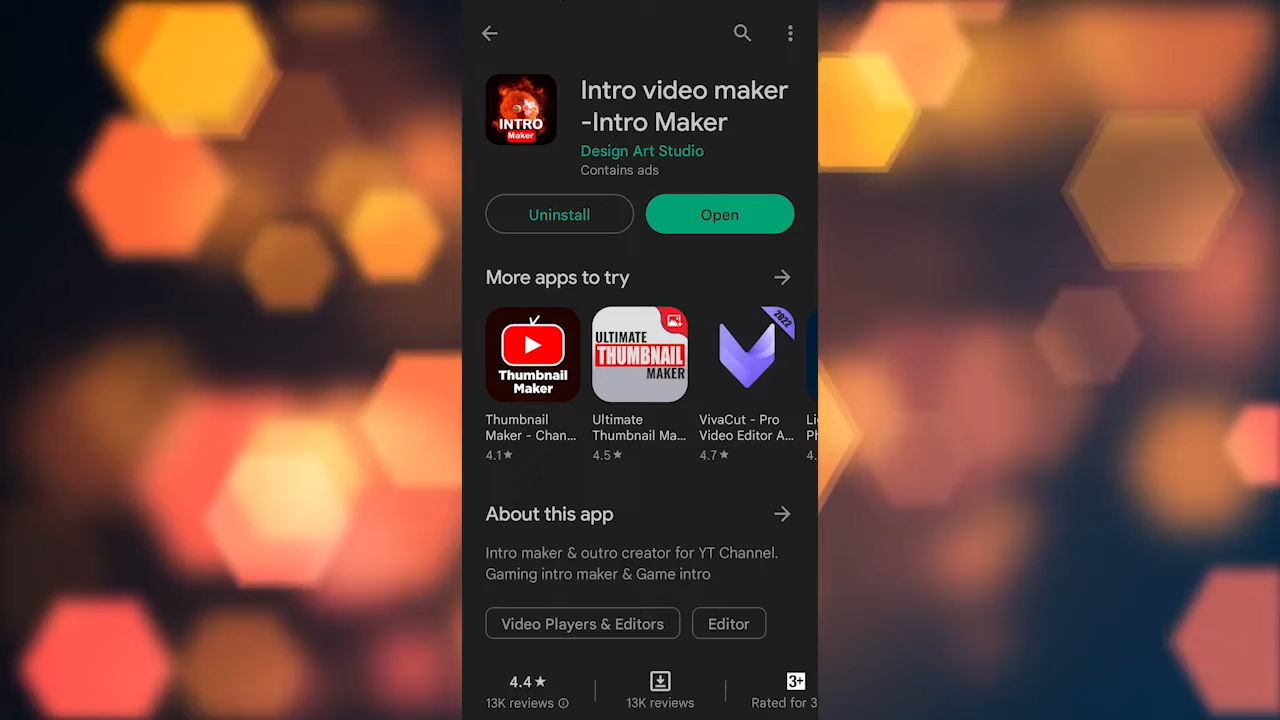 INTRO
Maker
Intro video maker
-Intro Maker
Design Art Studio
Contains ads
Uninstall
Open
More apps to try
Thumbnail
Maker
ULTIMATE
THUMBNAIL
MAKER
2022
Thumbnail
Maker - Chan...
4.1★
Ultimate
Thumbnail Ma...
4.5★
VivaCut - Pro
Video Editor A...
4.7★
Li
4.
About this app
Intro maker & outro creator for YT Channel.
Gaming intro maker & Game intro
Video Players & Editors
Editor
4.4★
13K reviews
13K reviews
3+
Rated for 3